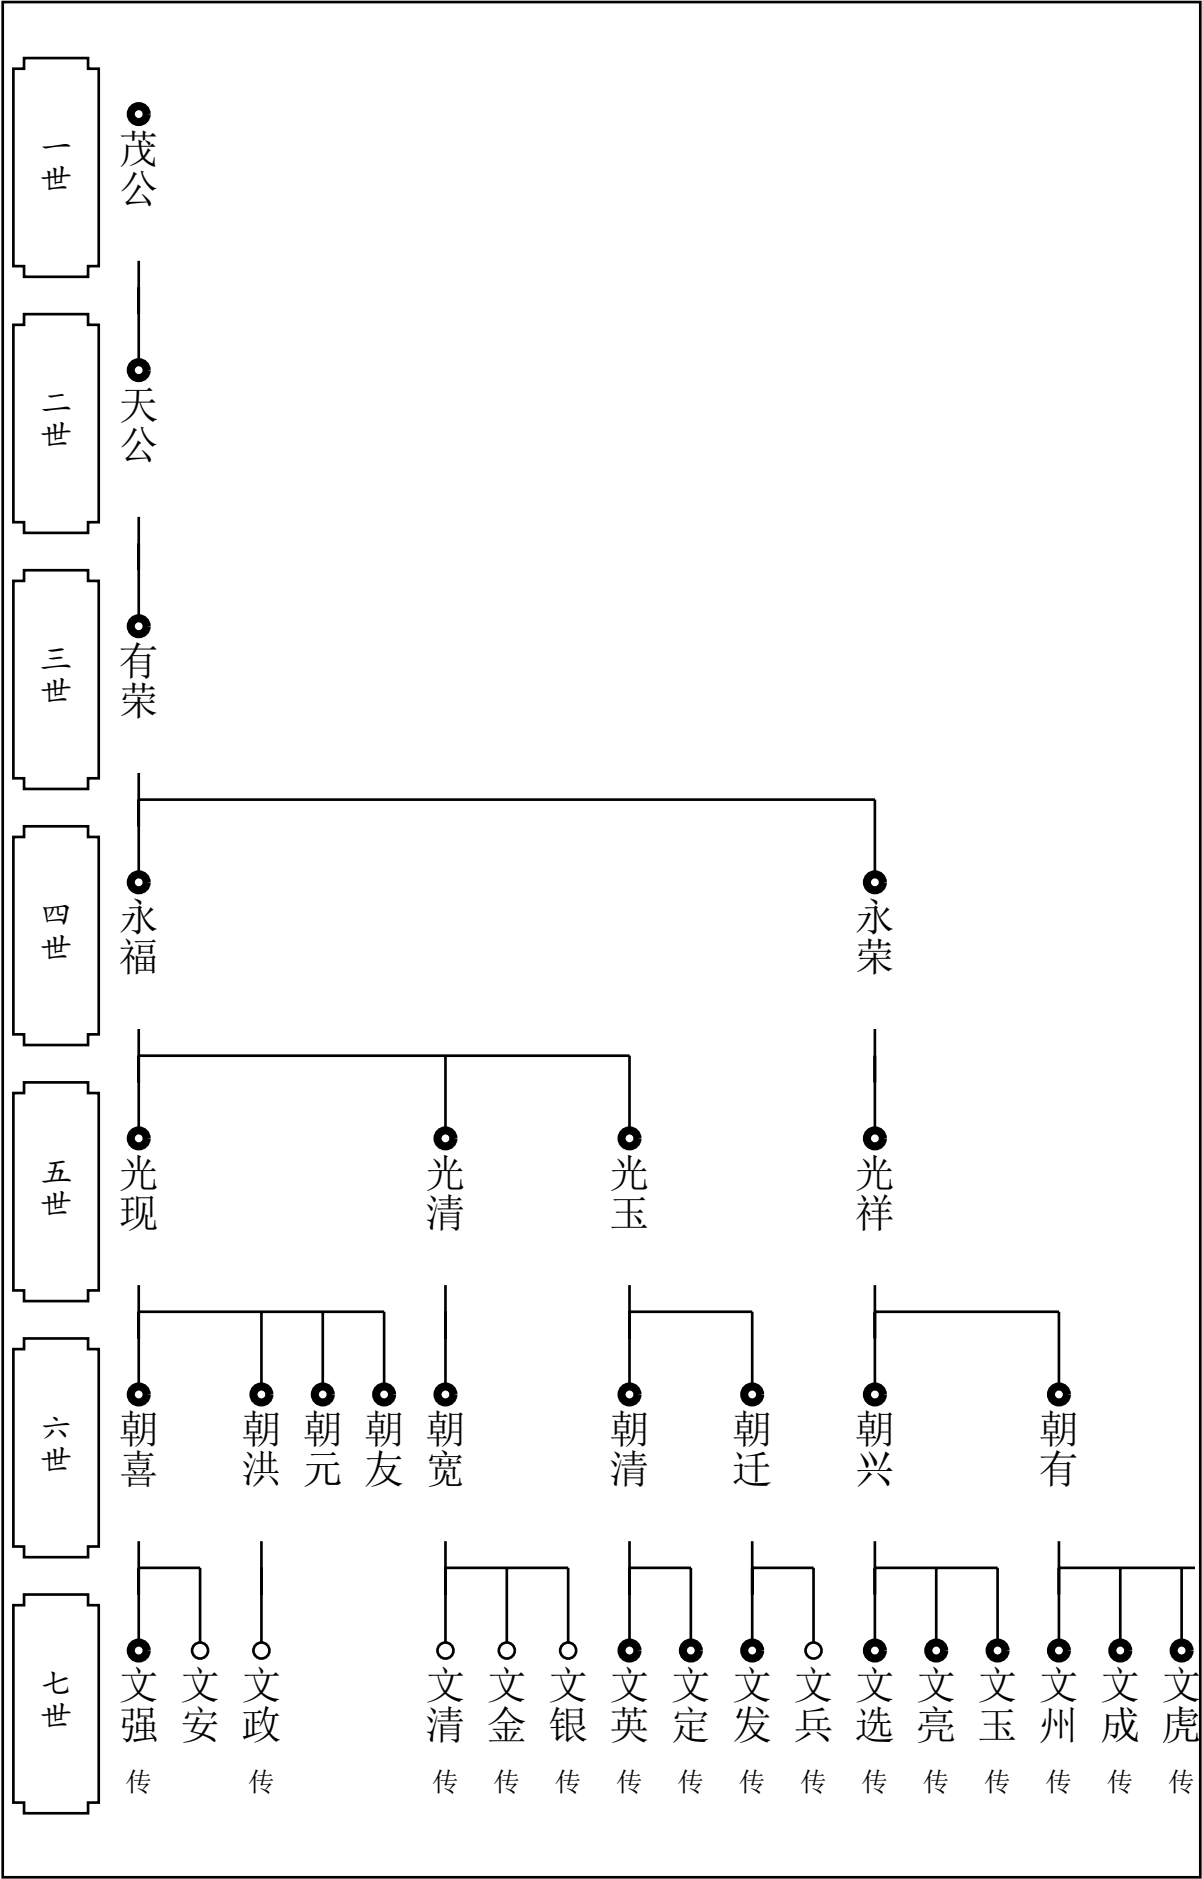 一世
茂公
二世
天公
三世
有荣
四世
永福
永荣
五世
光现
光清
光玉
光祥
六世
朝喜
朝洪
朝元
朝友
朝宽
朝清
朝迁
朝兴
朝有
七世
文强
传
文安
文政
传
文清
传
文金
传
文银
传
文英
传
文定
传
文发
传
文兵
传
文选
传
文亮
传
文玉
传
文州
传
文成
传
文虎
传